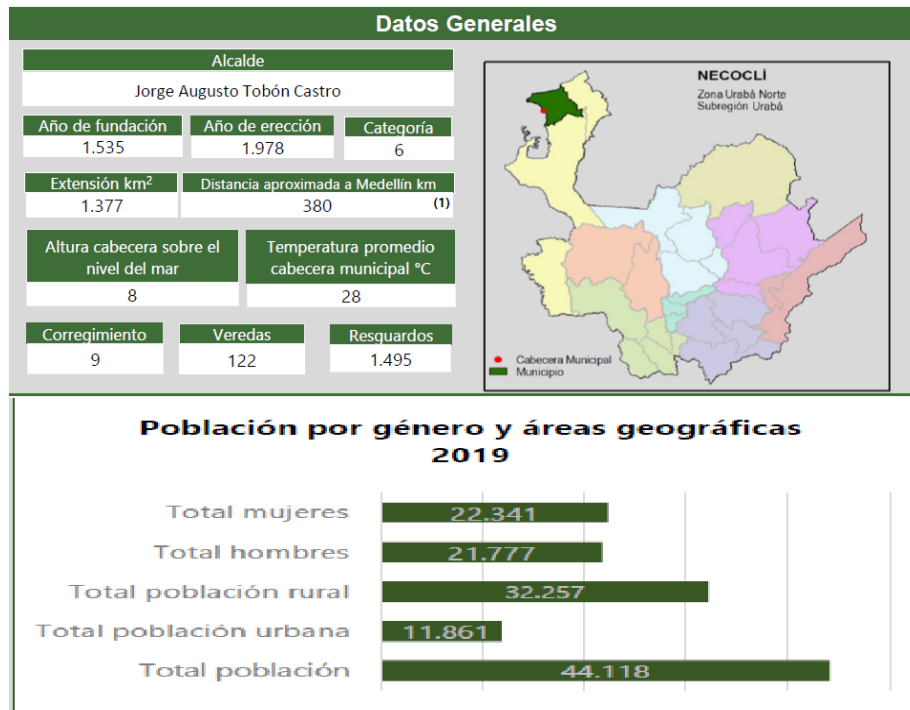 Datos Generales
Alcalde
Jorge Augusto Tobón Castro
Año de fundación
1.535
Año de erección
1.978
Categoría
6
Extensión km²
1.377
Distancia aproximada a Medellín km
380
(1)
Altura cabecera sobre el
nivel del mar
8
Temperatura promedio
cabecera municipal °C
28
Corregimiento
9
Veredas
122
Resguardos
1.495
NECOCLÍ
Zona Urabá Norte
Subregión Urabá
Cabecera Municipal
Municipio
Población por género y áreas geográficas
2019
Total mujeres 22.341
Total hombres 21.777
Total población rural 32.257
Total población urbana 11.861
Total población 44.118